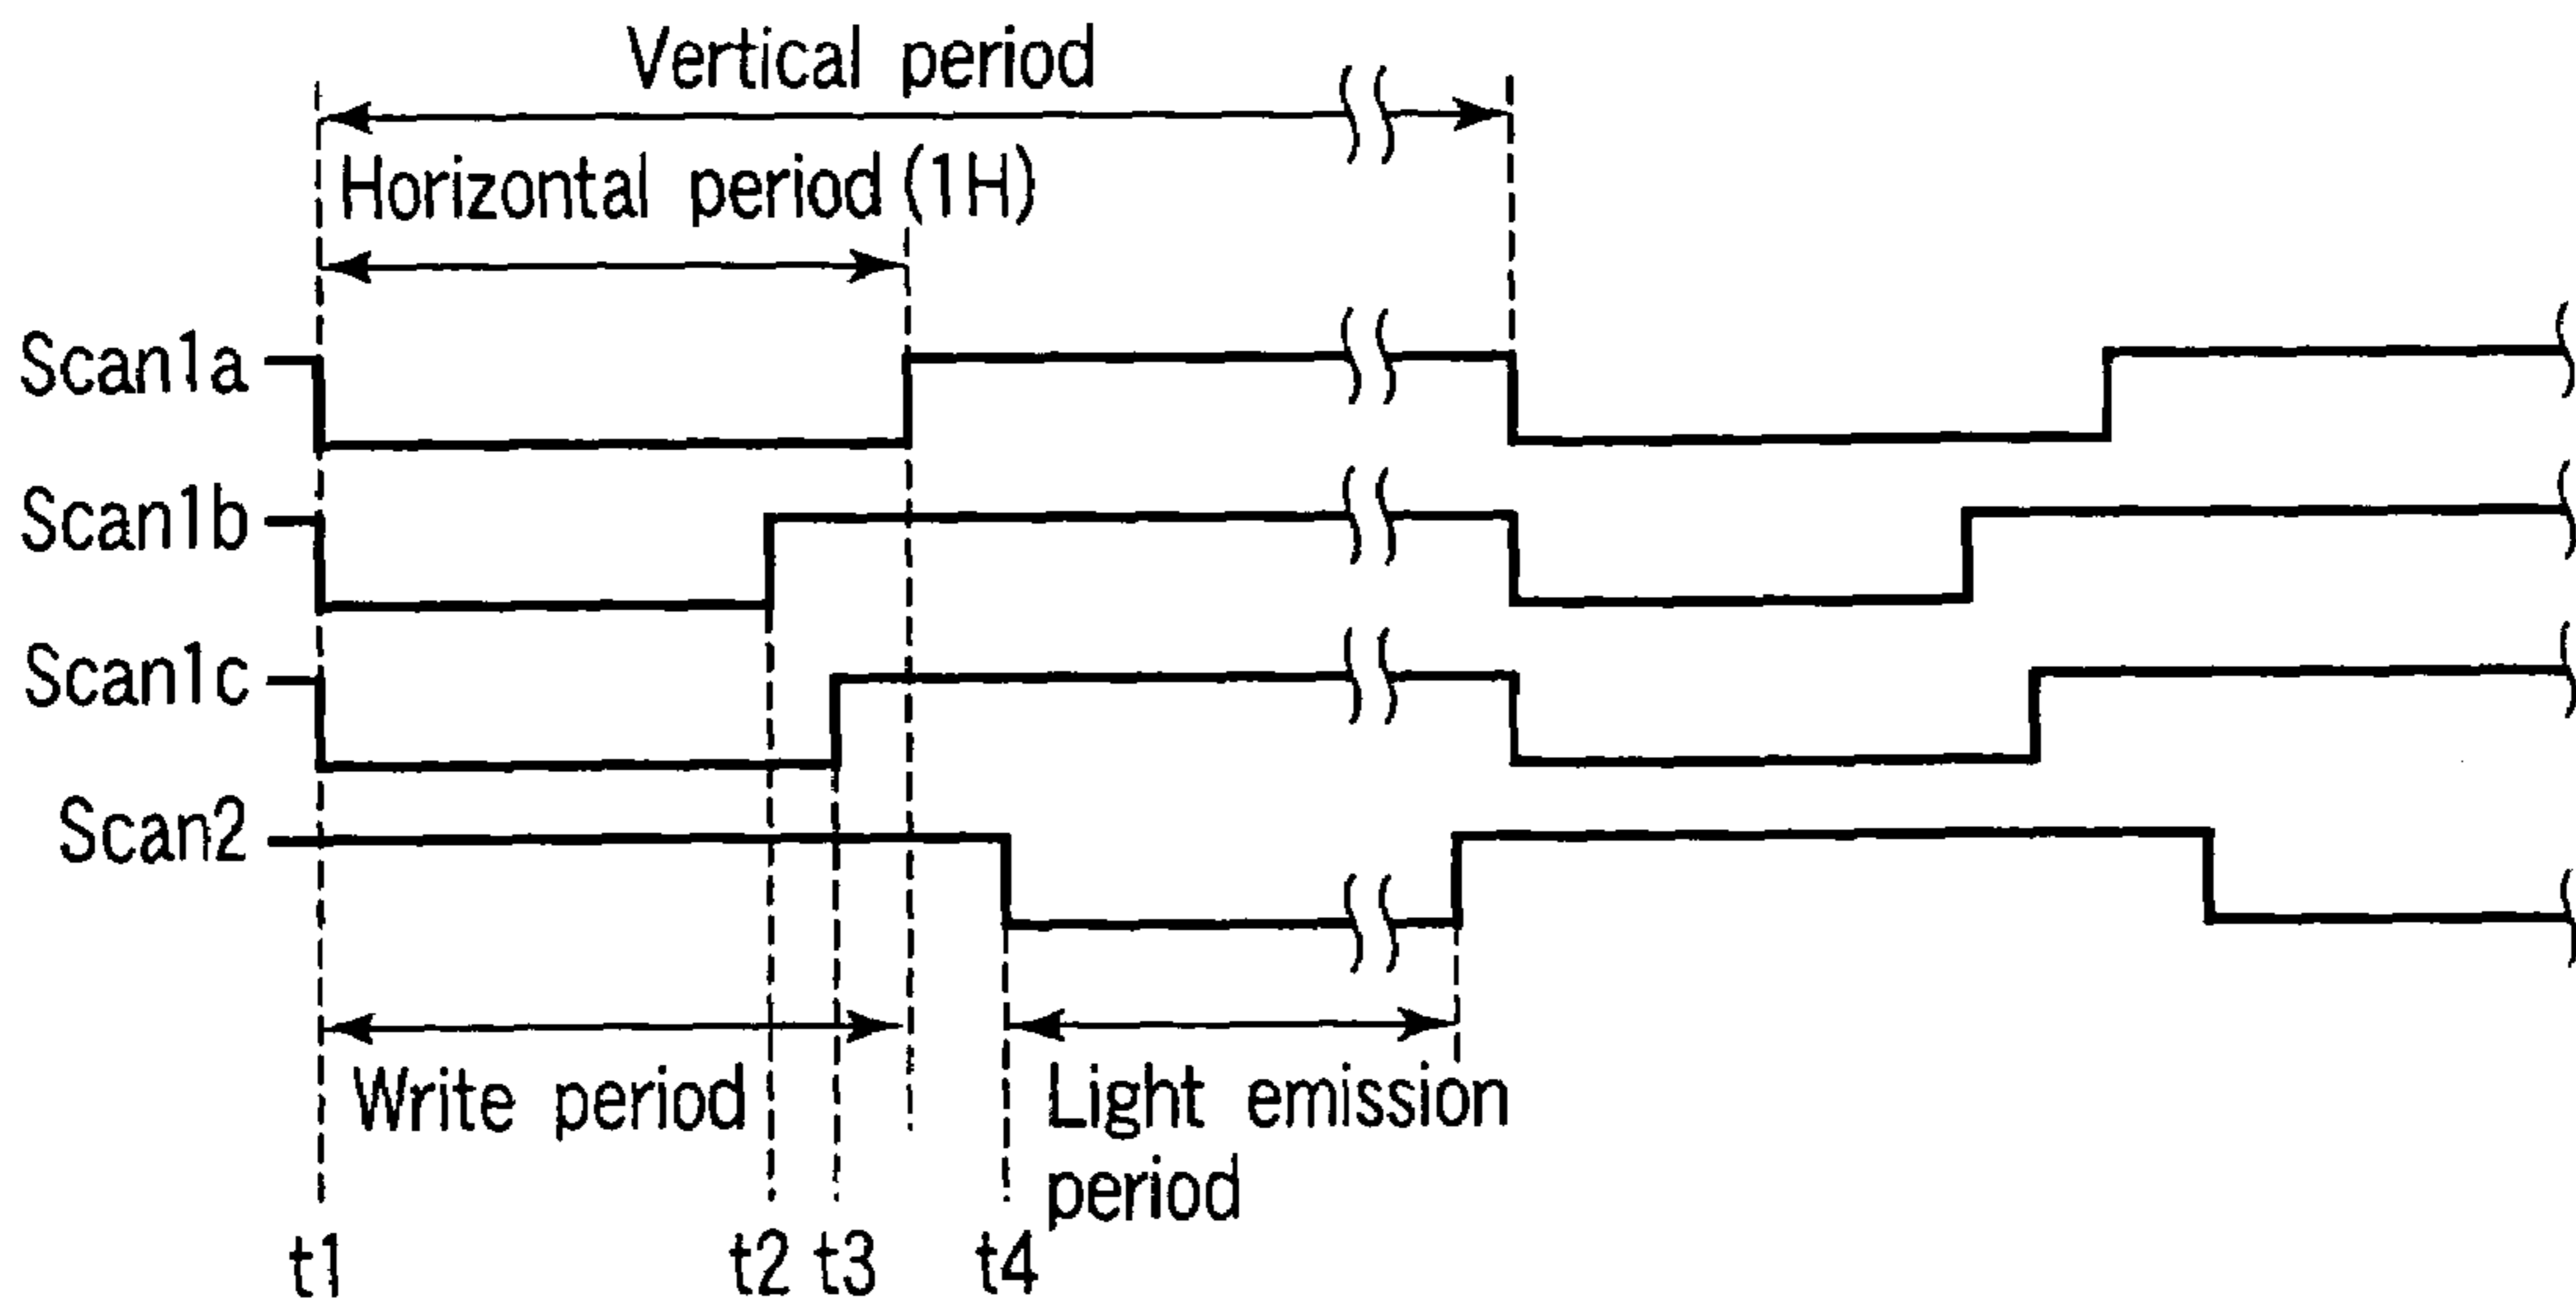 Vertical period
Horizontal period (1H)
Scan1a
Scan1b
Scan1c
Scan2
Write period
Light emission
period
t1 t2 t3 t4